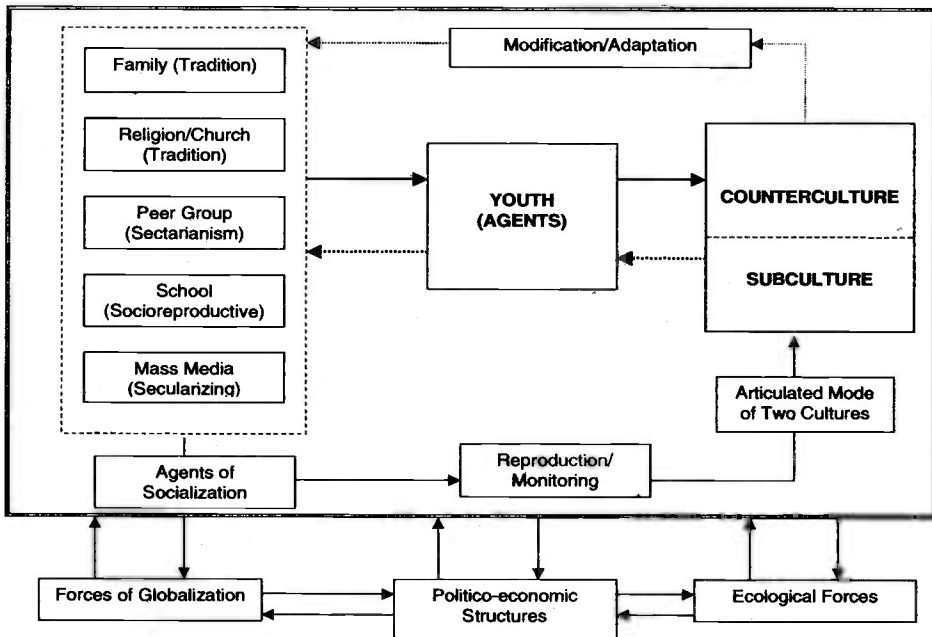 Modification/Adaptation
Family (Tradition)
Religion/Church
(Tradition)
Peer Group
(Sectarianism)
School
(Socioreproductive)
Mass Media
(Secularizing)
YOUTH
(AGENTS)
COUNTERCULTURE
SUBCULTURE
Articulated Mode
of Two Cultures
Agents of
Socialization
Reproduction/
Monitoring
Forces of Globalization
Politico-economic
Structures
Ecological Forces